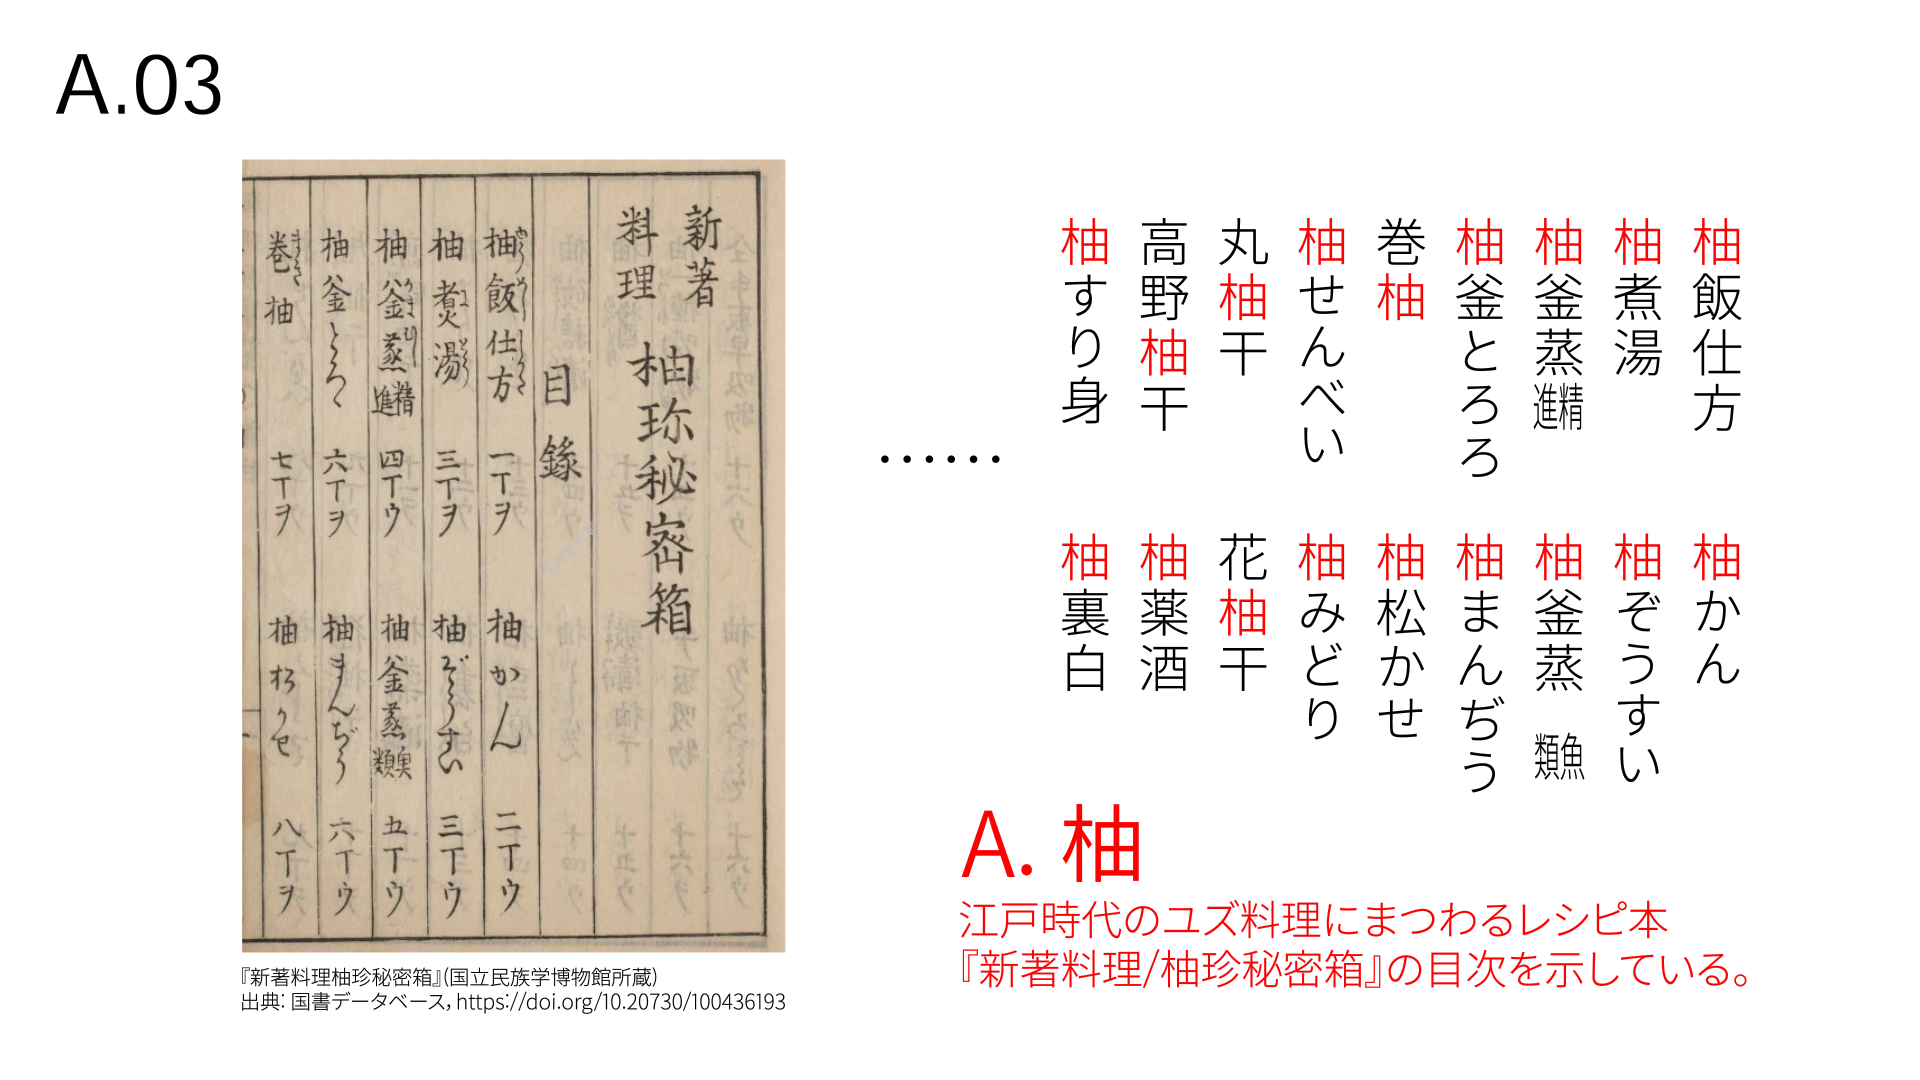 A.03
新著
料理
柚珎秘密箱
目錄
柚飯仕方 一丁ヲ 柚かん 二丁ウ
柚煮湯 三丁ヲ 柚ぞうすい 三丁ウ
柚釜蒸 精進 四丁ウ 柚釜蒸 魚類 五丁ウ
柚釜とろろ 六丁ヲ 柚まんぢう 六丁ウ
巻柚 七丁ヲ 柚松かせ 八丁ヲ
『新著料理柚珍秘密箱』(国立民族学博物館所蔵)
出典: 国書データベース, https://doi.org/10.20730/100436193
柚飯仕方
柚煮湯
柚釜蒸 精進
柚釜とろろ
巻柚
柚せんべい
丸柚干
高野柚干
柚すり身
……
柚かん
柚ぞうすい
柚釜蒸 魚類
柚まんぢう
柚松かせ
柚みどり
花柚干
柚薬酒
柚裏白
A. 柚
江戸時代のユズ料理にまつわるレシピ本
『新著料理/柚珍秘密箱』の目次を示している。